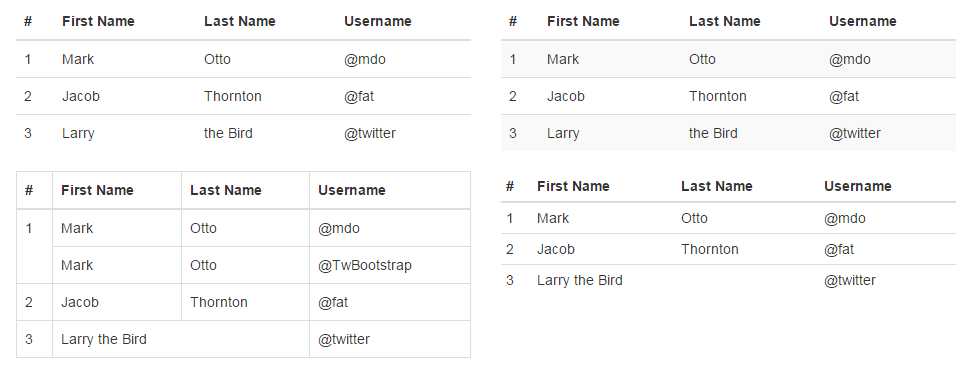 # First Name Last Name Username
1 Mark Otto @mdo
2 Jacob Thornton @fat
3 Larry the Bird @twitter
# First Name Last Name Username
1 Mark Otto @mdo
2 Jacob Thornton @fat
3 Larry the Bird @twitter
# First Name Last Name Username
1 Mark Otto @mdo
Mark Otto @TwBootstrap
2 Jacob Thornton @fat
3 Larry the Bird @twitter
# First Name Last Name Username
1 Mark Otto @mdo
2 Jacob Thornton @fat
3 Larry the Bird @twitter